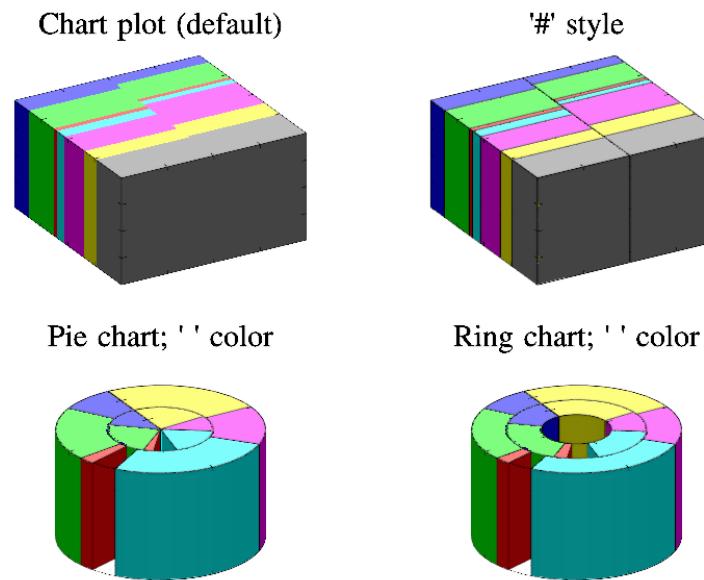 Chart plot (default)
'#' style
Pie chart; ' ' color
Ring chart; ' ' color